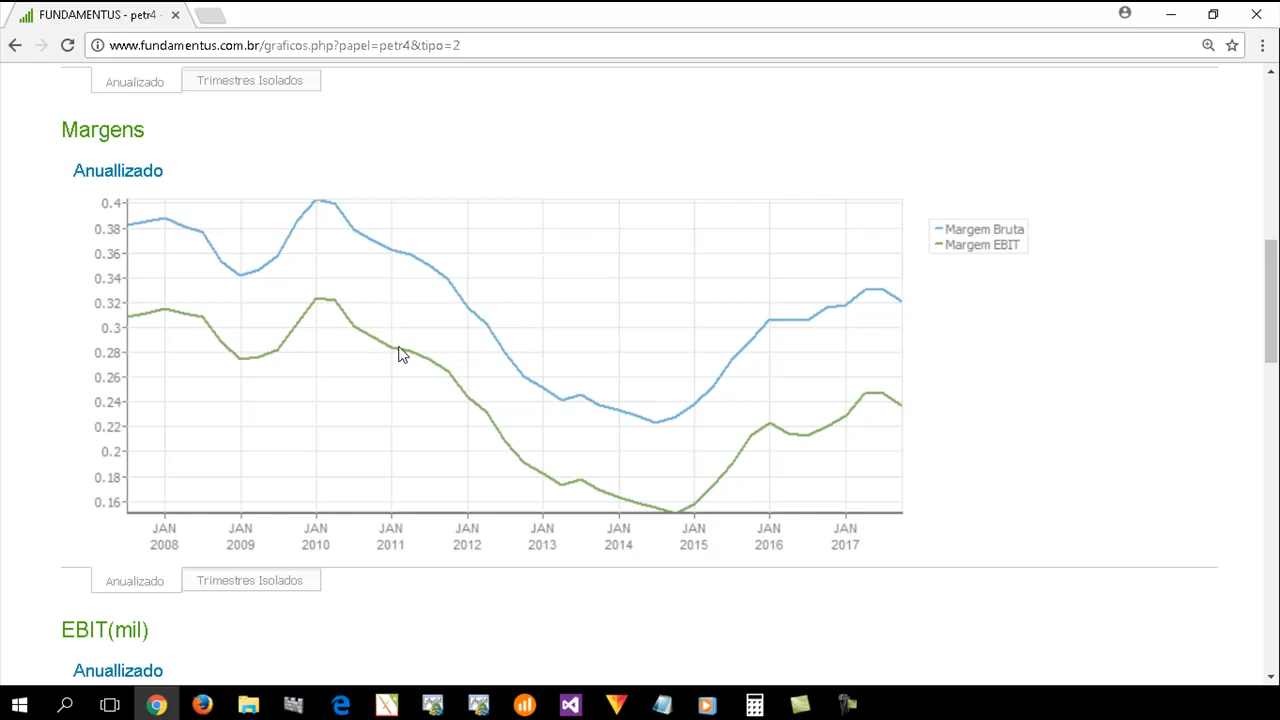 FUNDAMENTUS - petr4 -
www.fundamentus.com.br/graficos.php?papel=petr4&tipo=2
Anualizado
Trimestres Isolados
Margens
Anuallizado
0.4
0.38
0.36
0.34
0.32
0.3
0.28
0.26
0.24
0.22
0.2
0.18
0.16
Margem Bruta
Margem EBIT
JAN JAN JAN JAN JAN JAN JAN JAN JAN JAN
2008 2009 2010 2011 2012 2013 2014 2015 2016 2017
Anualizado
Trimestres Isolados
EBIT(mil)
Anuallizado